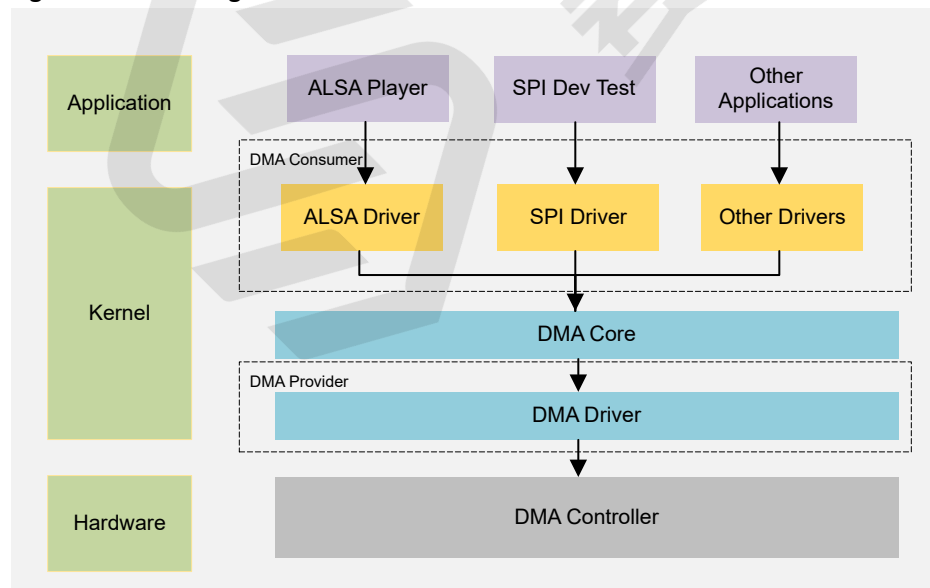 Application
ALSA Player
SPI Dev Test
Other
Applications
DMA Consumer
ALSA Driver
SPI Driver
Other Drivers
Kernel
DMA Core
DMA Provider
DMA Driver
Hardware
DMA Controller